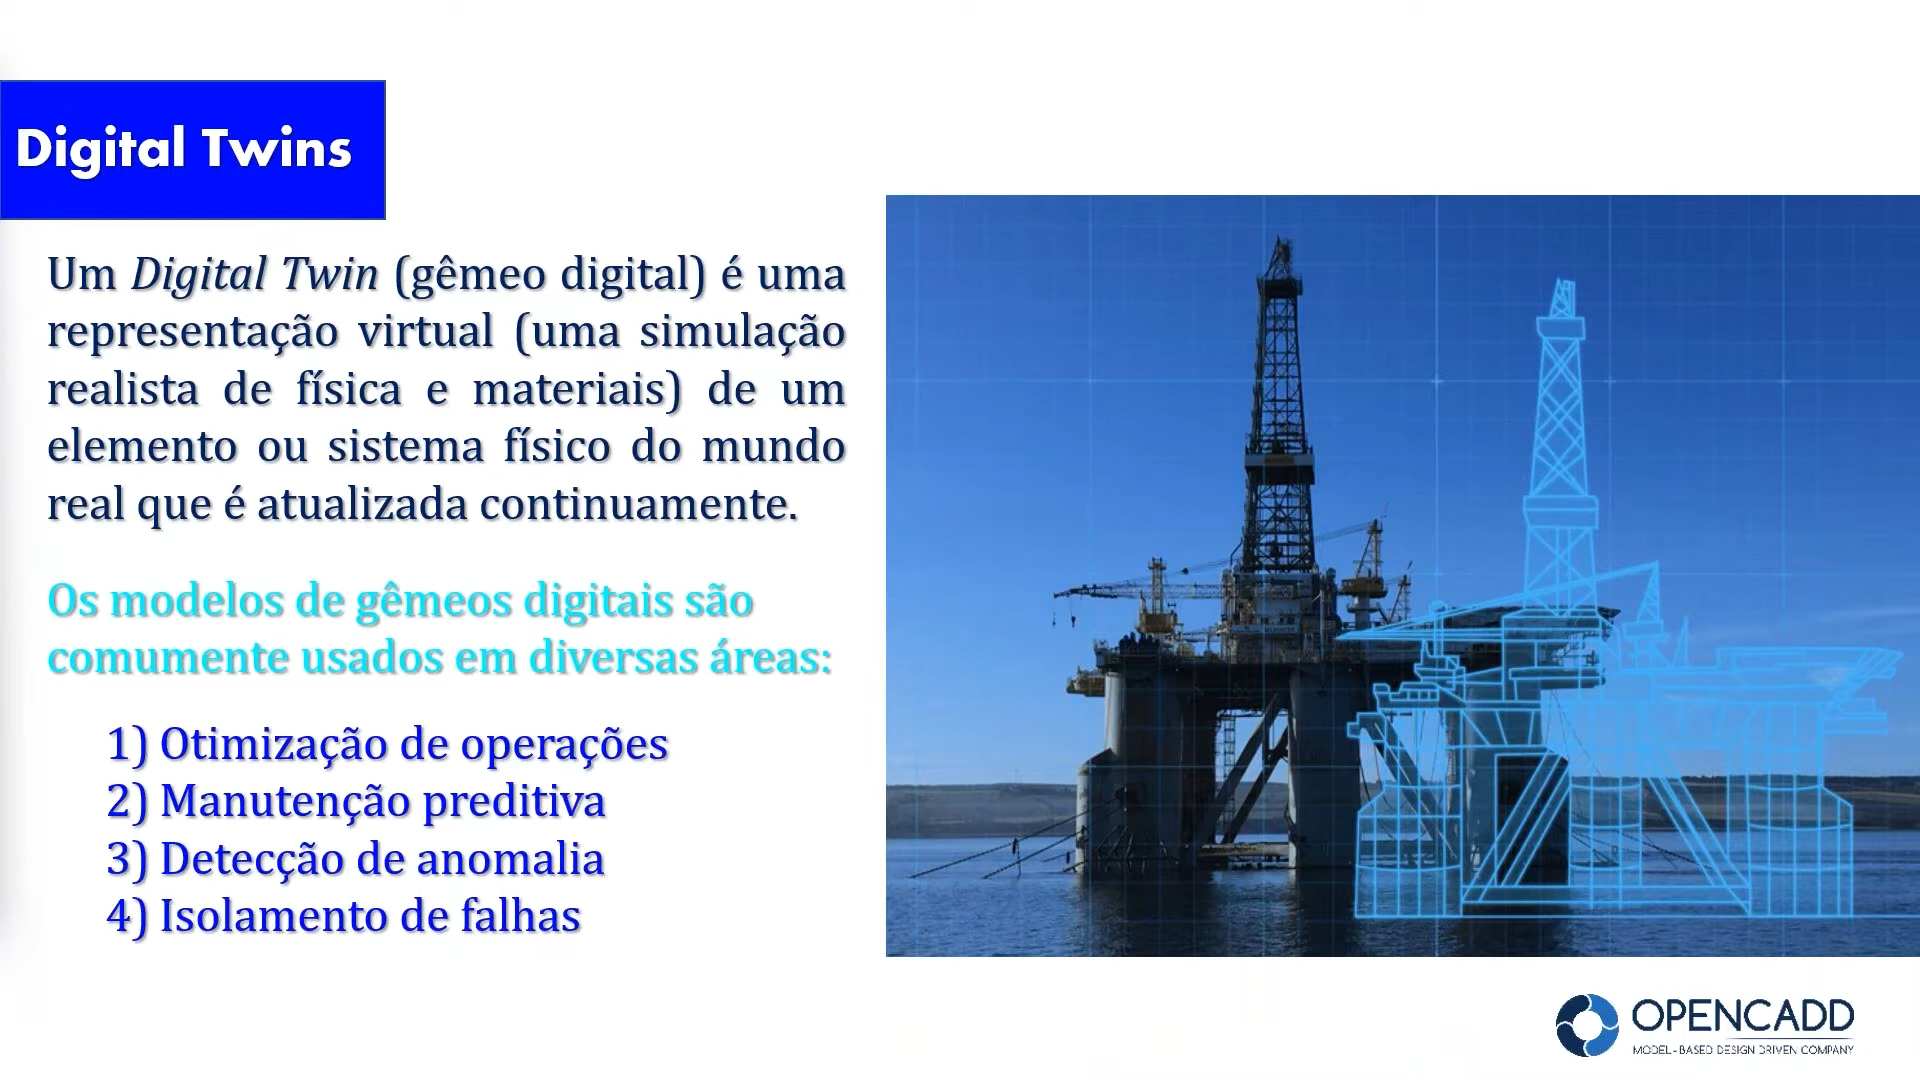 Digital Twins
Um Digital Twin (gêmeo digital) é uma
representação virtual (uma simulação
realista de física e materiais) de um
elemento ou sistema físico do mundo
real que é atualizada continuamente.
Os modelos de gêmeos digitais são
comumente usados em diversas áreas:
1) Otimização de operações
2) Manutenção preditiva
3) Detecção de anomalia
4) Isolamento de falhas
OPENCADD
MODEL-BASED DESIGN DRIVEN COMPANY